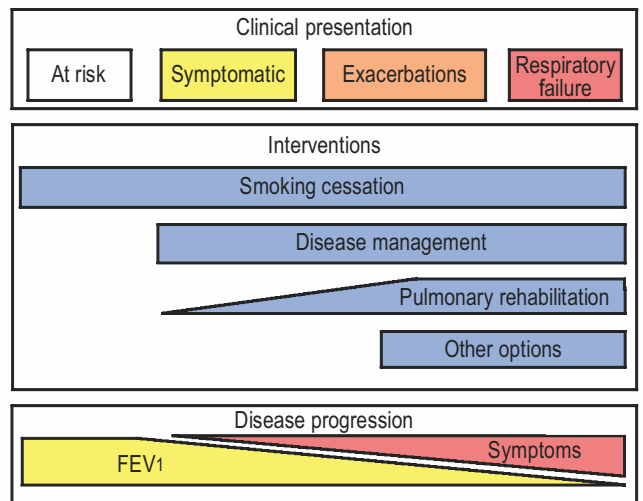 Clinical presentation
At risk
Symptomatic
Exacerbations
Respiratory
failure
Interventions
Smoking cessation
Disease management
Pulmonary rehabilitation
Other options
Disease progression
Symptoms
FEV1